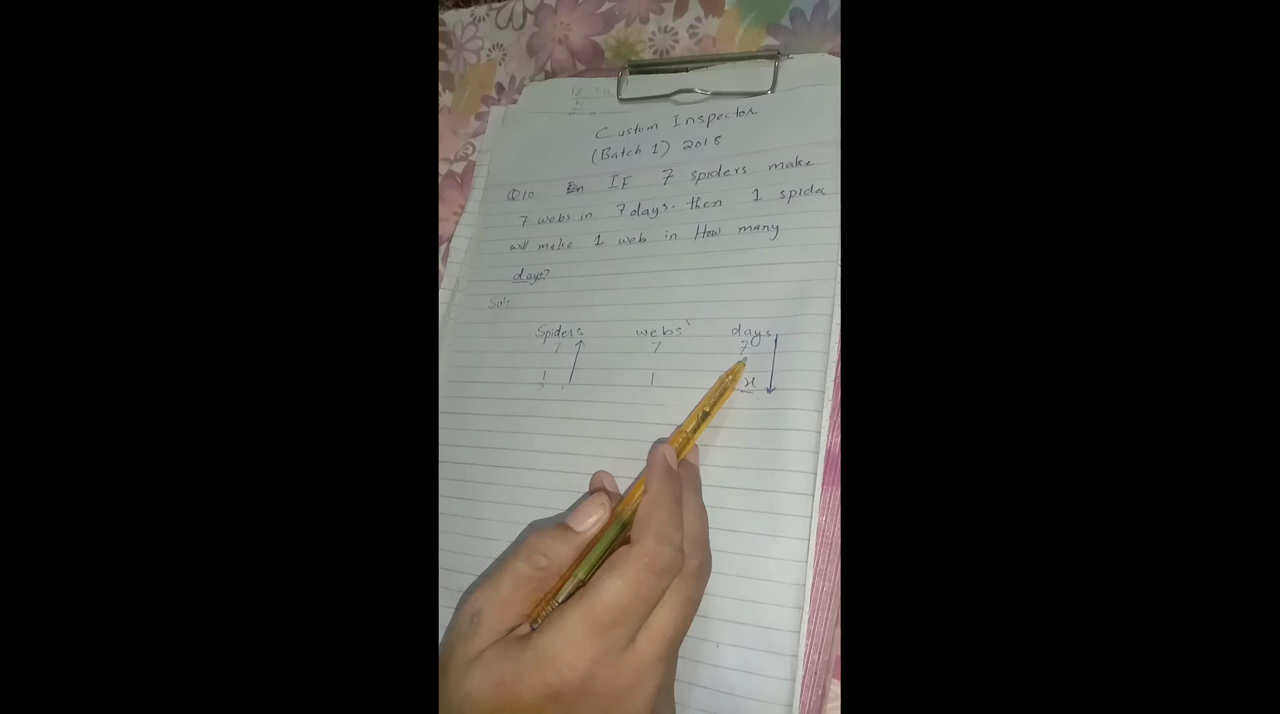 Custom Inspector
(Batch 1) 2018
Q10 IF 7 spiders make
7 webs in 7 days. then 1 spider
will make 1 web in How many
days?
Sol:
Spiders webs days
7 7 7
1 1 x